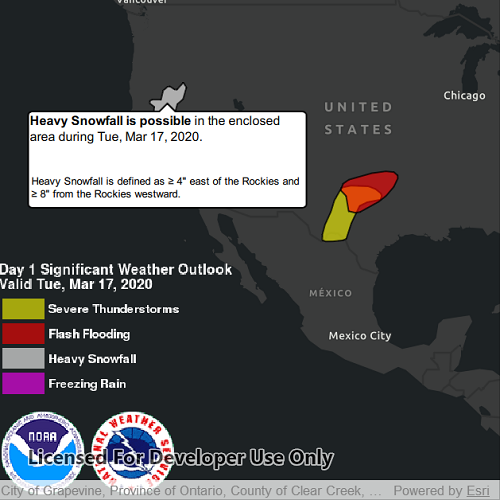 Vancouver
Chicago
Heavy Snowfall is possible in the enclosed
area during Tue, Mar 17, 2020.
UNITED
STATES
Heavy Snowfall is defined as ≥ 4" east of the Rockies and
≥ 8" from the Rockies westward.
Day 1 Significant Weather Outlook
Valid Tue, Mar 17, 2020
MÉXICO
Severe Thunderstorms
Flash Flooding
Mexico City
Heavy Snowfall
Freezing Rain
NOAA
Licensed For Developer Use Only
City of Grapevine, Province of Ontario, County of Clear Creek, ... Powered by Esri